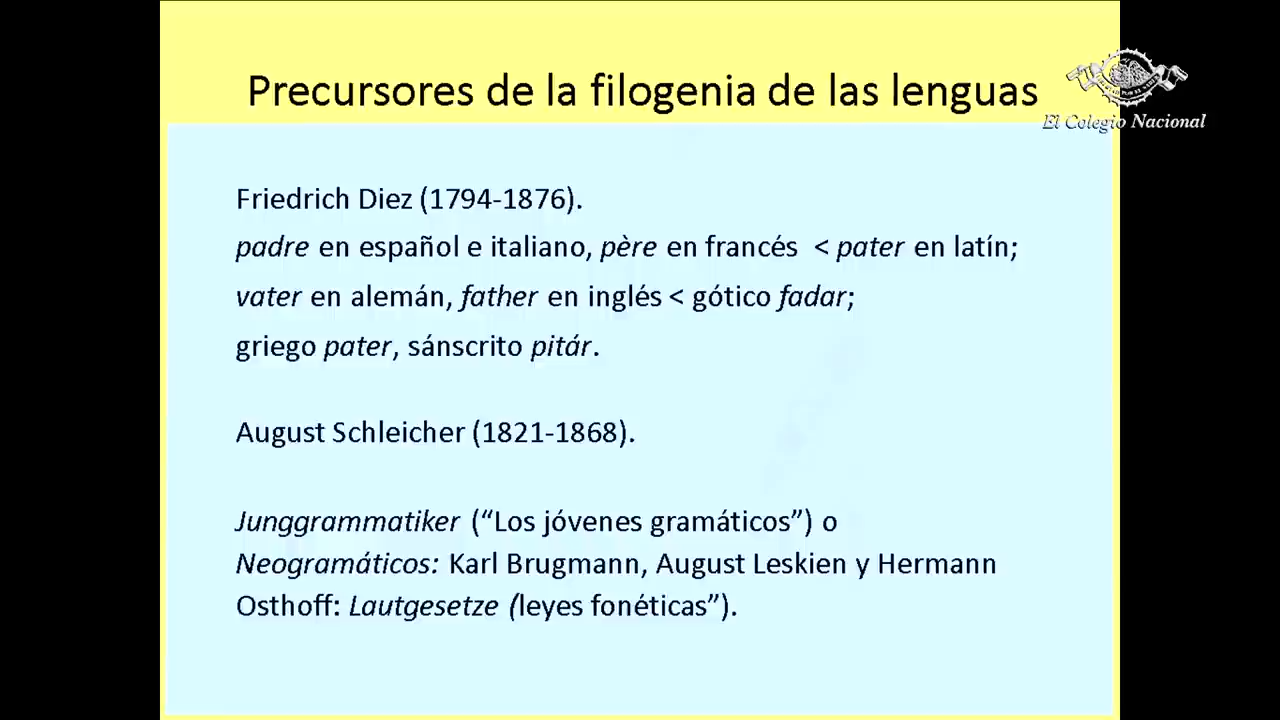 Precursores de la filogenia de las lenguas
El Colegio Nacional
Friedrich Diez (1794-1876).
padre en español e italiano, père en francés < pater en latín;
vater en alemán, father en inglés < gótico fadar;
griego pater, sánscrito pitár.
August Schleicher (1821-1868).
Junggrammatiker (“Los jóvenes gramáticos”) o
Neogramáticos: Karl Brugmann, August Leskien y Hermann
Osthoff: Lautgesetze (leyes fonéticas”).